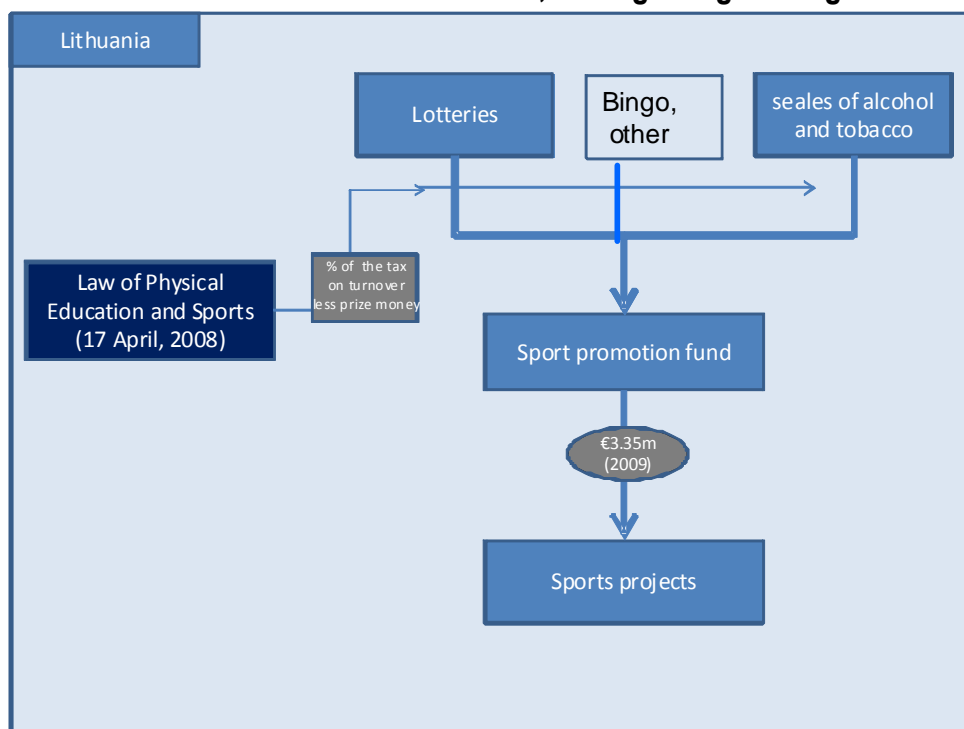 Lithuania
Lotteries
Bingo,
other
seales of alcohol
and tobacco
% of the tax
on turnover
less prize money
Law of Physical
Education and Sports
(17 April, 2008)
Sport promotion fund
€3.35m
(2009)
Sports projects